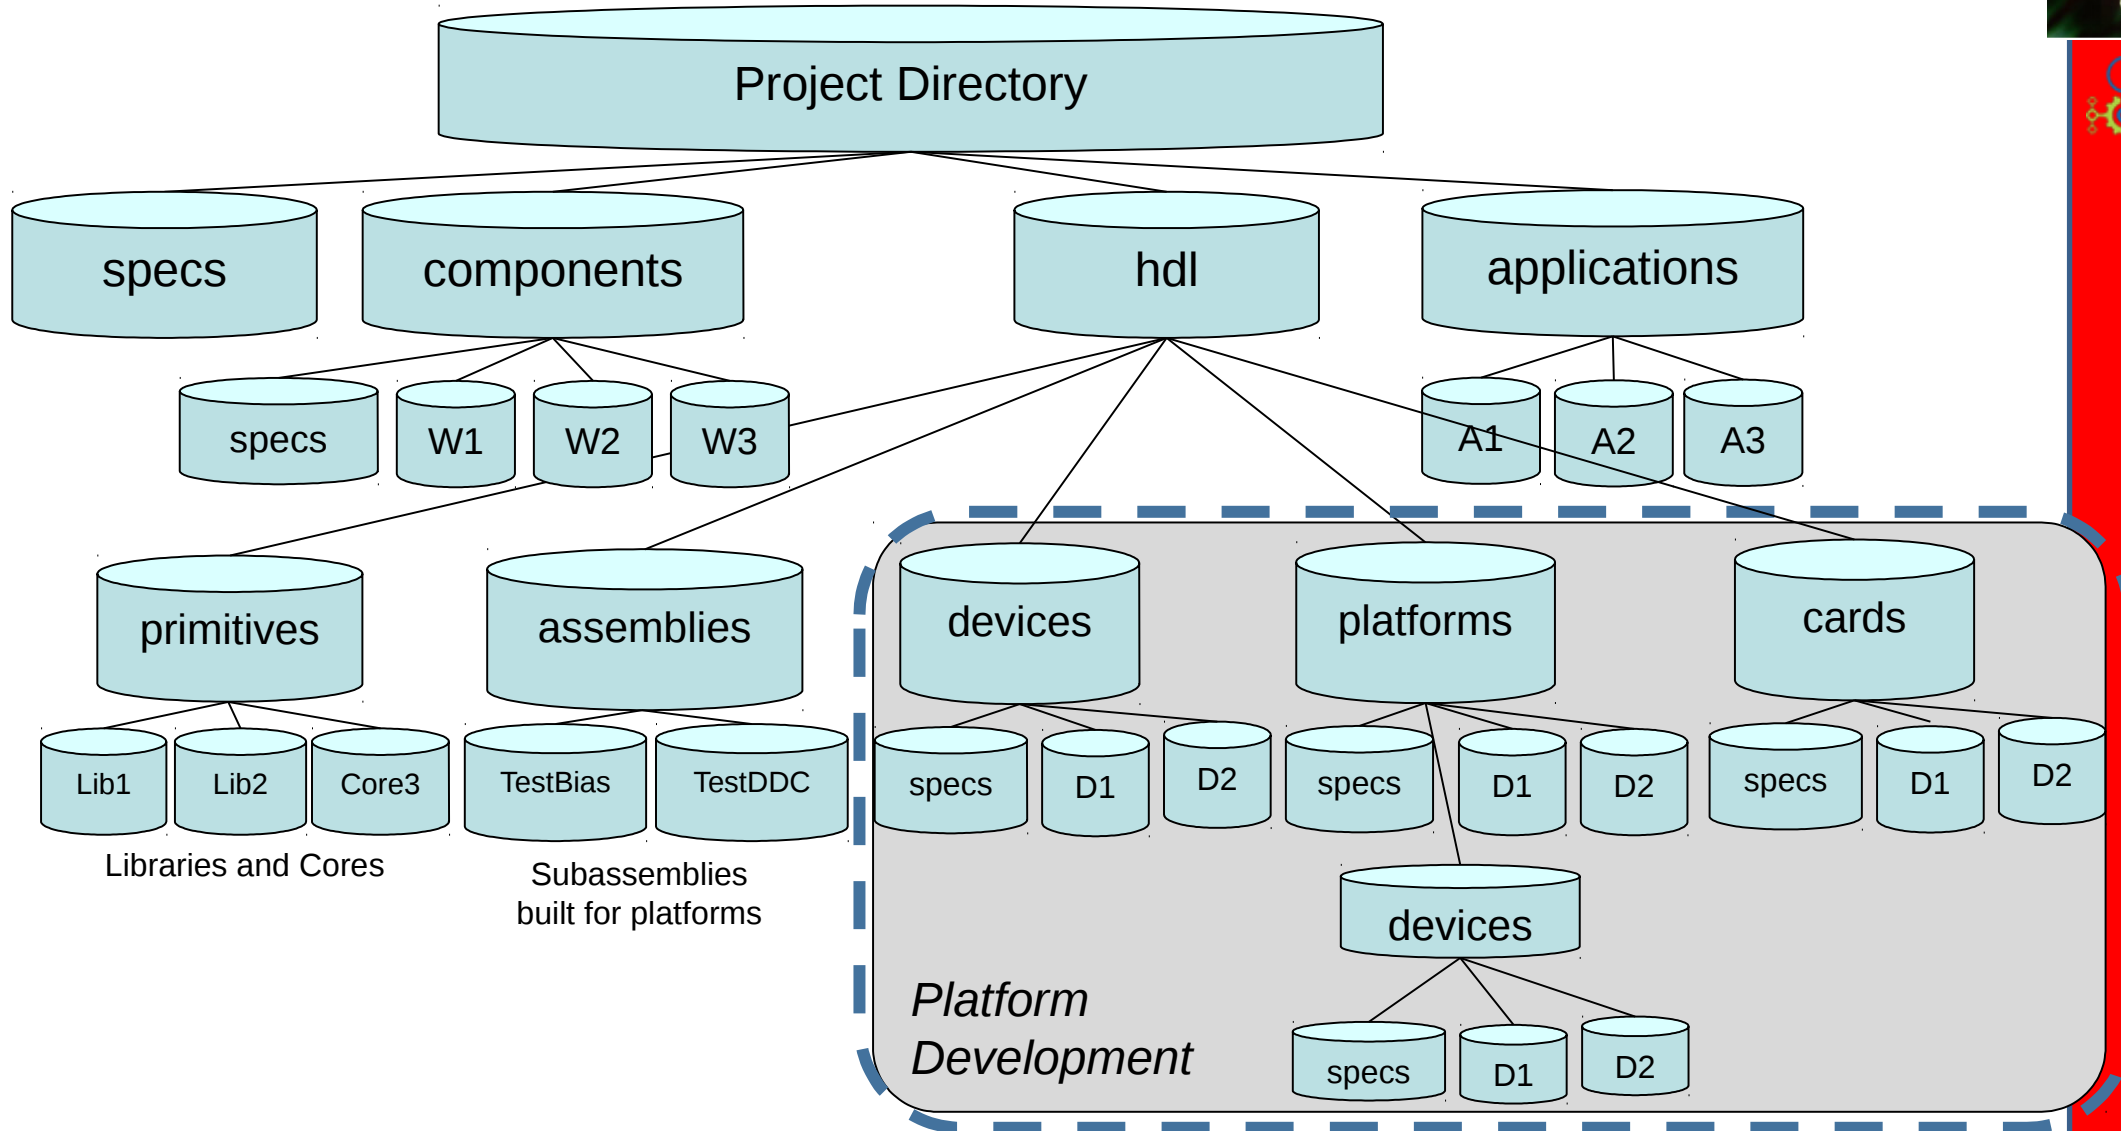 Project Directory
specs
components
hdl
applications
specs
W1
W2
W3
A1
A2
A3
primitives
assemblies
devices
platforms
cards
Lib1
Lib2
Core3
TestBias
TestDDC
specs
D1
D2
specs
D1
D2
specs
D1
D2
Libraries and Cores
Subassemblies
built for platforms
devices
Platform
Development
specs
D1
D2